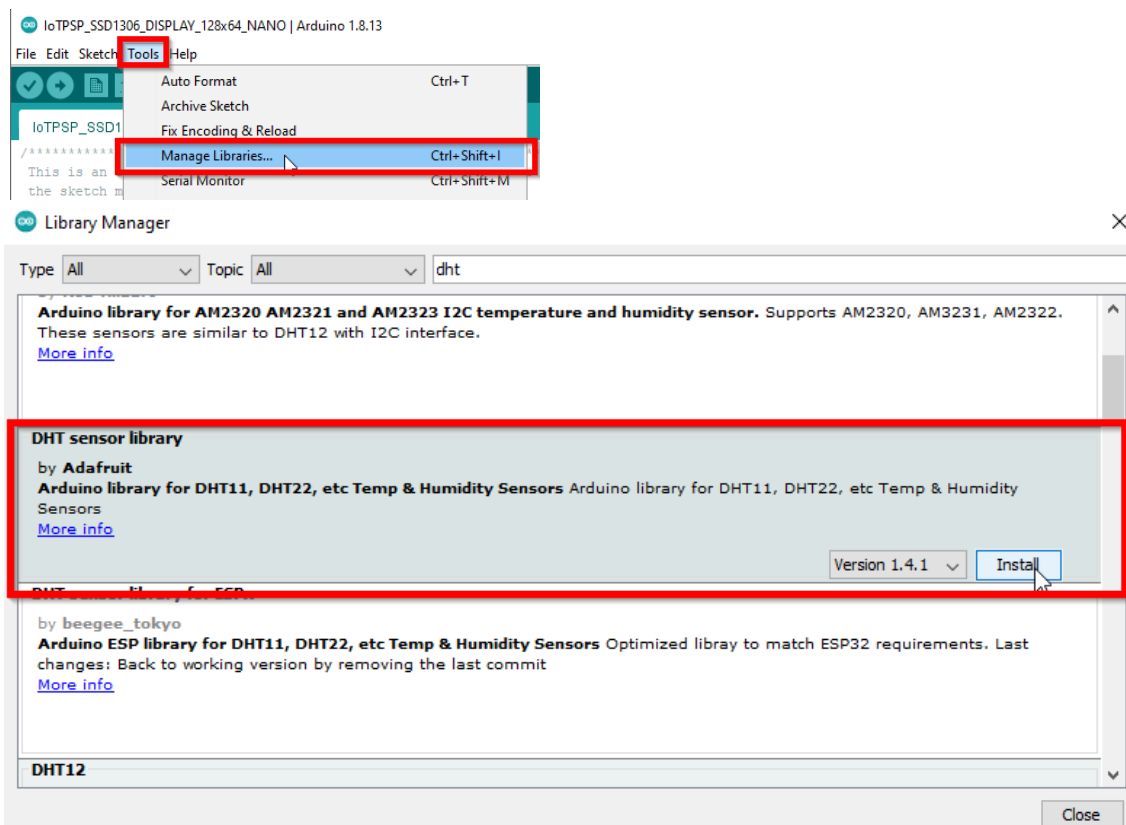 IoTPSP_SSD1306_DISPLAY_128x64_NANO | Arduino 1.8.13
File Edit Sketch Tools Help
Auto Format Ctrl+T
Archive Sketch
IoTPSP_SSD1
Fix Encoding & Reload
/***********
Manage Libraries... Ctrl+Shift+I
This is an
Serial Monitor Ctrl+Shift+M
the sketch m
Library Manager
Type All Topic All dht
Arduino library for AM2320 AM2321 and AM2323 I2C temperature and humidity sensor. Supports AM2320, AM3231, AM2322.
These sensors are similar to DHT12 with I2C interface.
More info
DHT sensor library
by Adafruit
Arduino library for DHT11, DHT22, etc Temp & Humidity Sensors Arduino library for DHT11, DHT22, etc Temp & Humidity
Sensors
More info
Version 1.4.1 Install
by beegee_tokyo
Arduino ESP library for DHT11, DHT22, etc Temp & Humidity Sensors Optimized libray to match ESP32 requirements. Last
changes: Back to working version by removing the last commit
More info
DHT12
Close